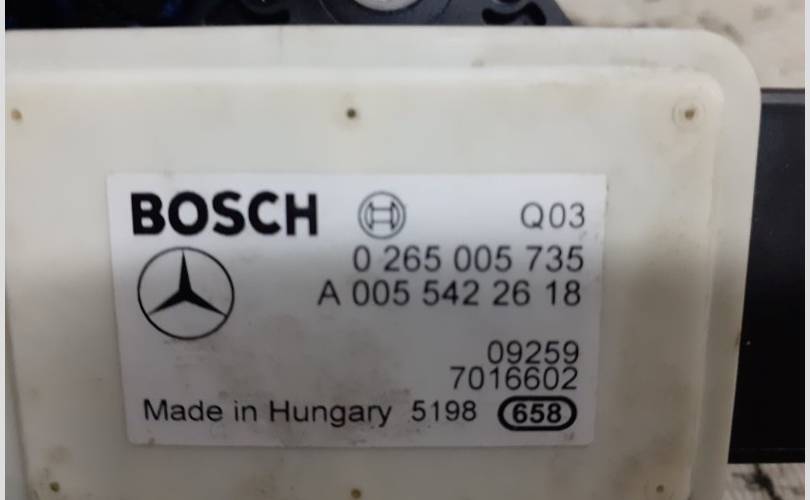 BOSCH Q03
0 265 005 735
A 005 542 26 18
09259
7016602
Made in Hungary 5198 658